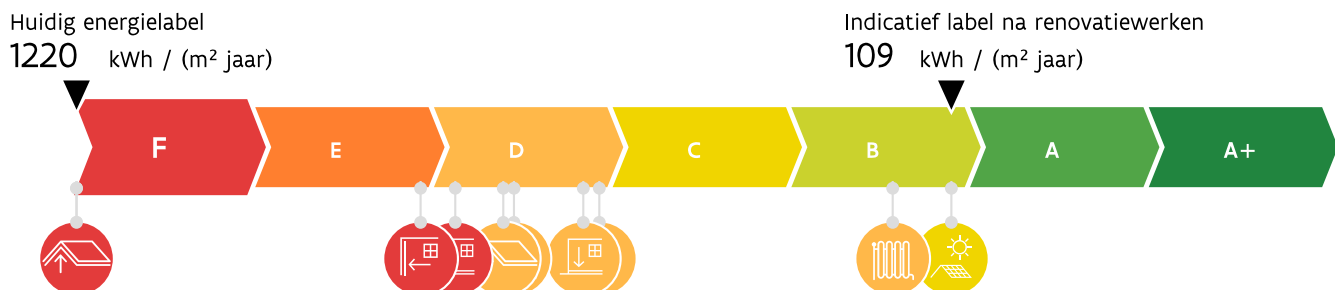 Huidig energielabel
1220 kWh / (m² jaar)
Indicatief label na renovatiewerken
109 kWh / (m² jaar)
F E D C B A A+